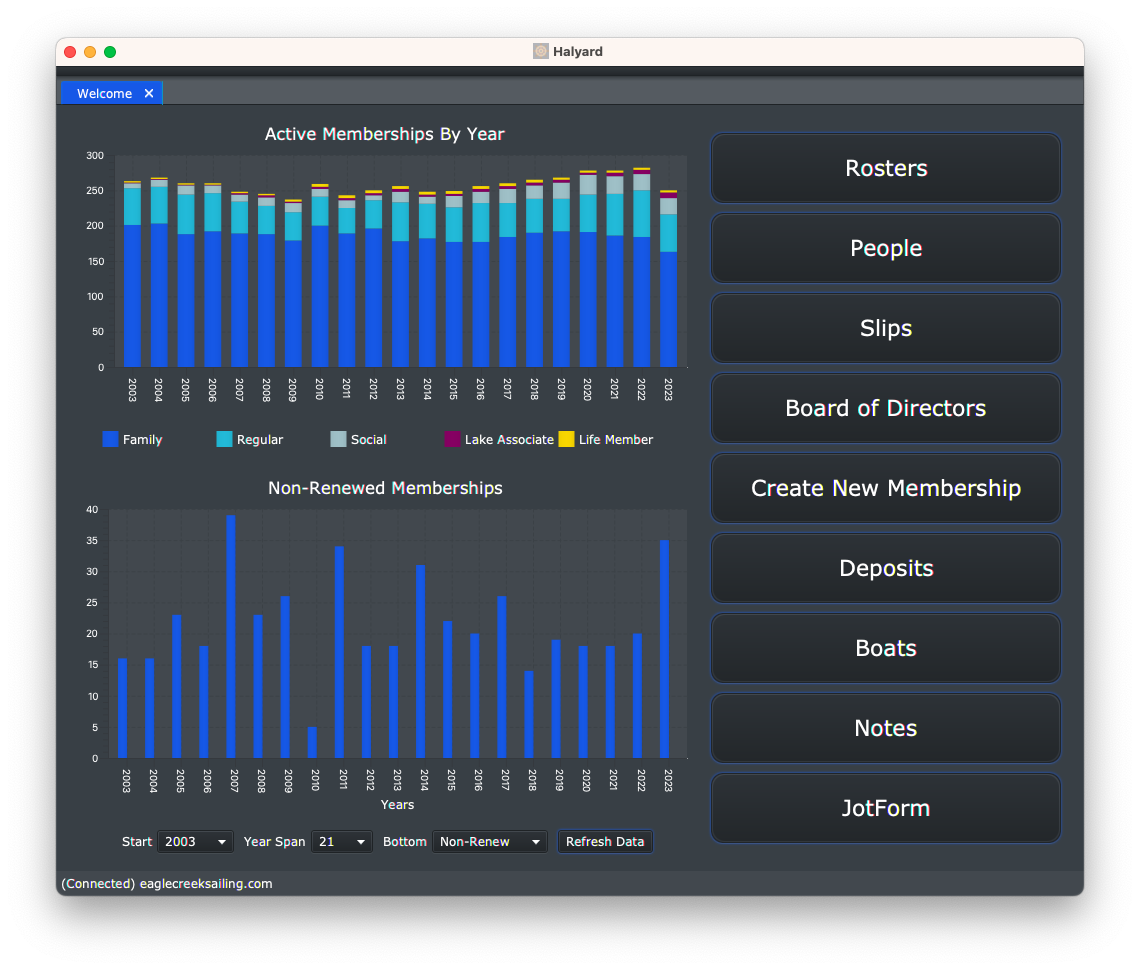 Halyard
Welcome
Active Memberships By Year
300
250
200
150
100
50
0
2003 2004 2005 2006 2007 2008 2009 2010 2011 2012 2013 2014 2015 2016 2017 2018 2019 2020 2021 2022 2023
Family Regular Social Lake Associate Life Member
Non-Renewed Memberships
40
35
30
25
20
15
10
5
0
2003 2004 2005 2006 2007 2008 2009 2010 2011 2012 2013 2014 2015 2016 2017 2018 2019 2020 2021 2022 2023
Years
Start 2003 Year Span 21 Bottom Non-Renew Refresh Data
Rosters
People
Slips
Board of Directors
Create New Membership
Deposits
Boats
Notes
JotForm
(Connected) eaglecreeksailing.com